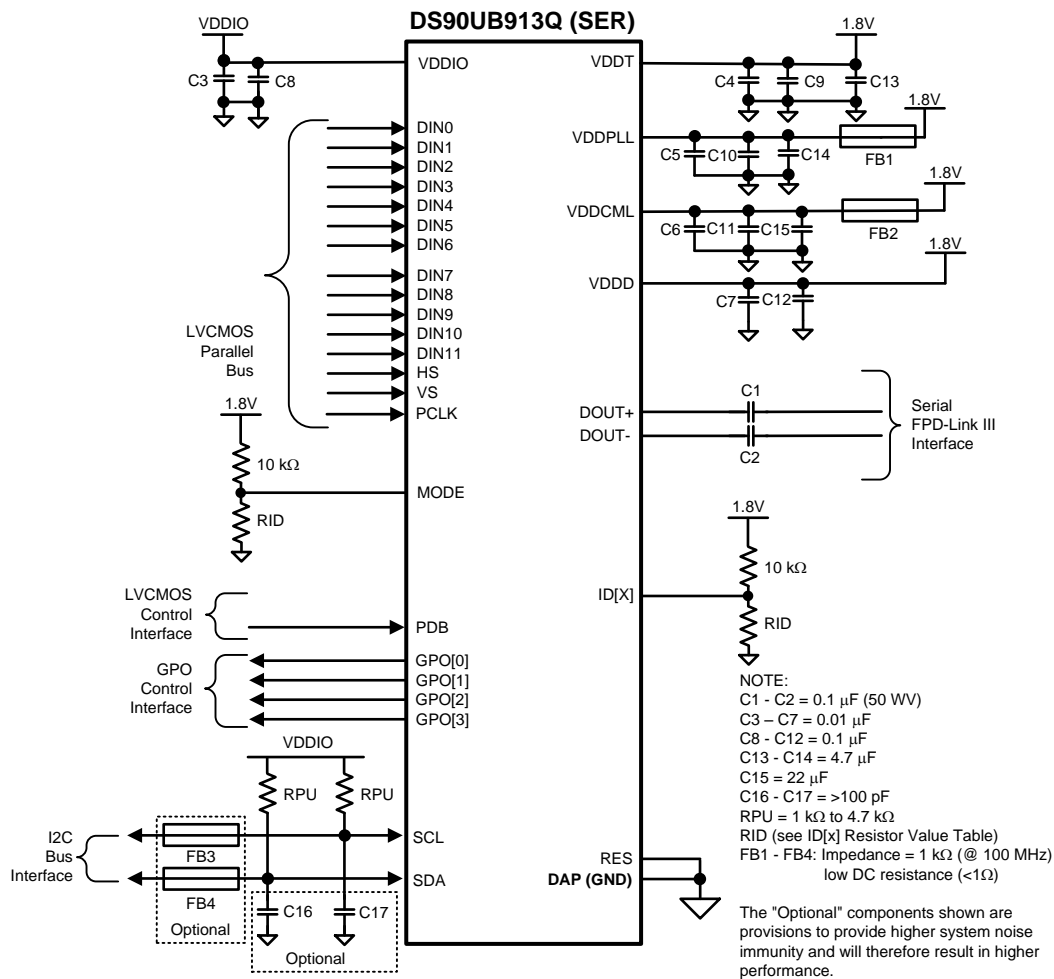 DS90UB913Q (SER)
VDDIO
C3
C8
VDDIO
DIN0
DIN1
DIN2
DIN3
DIN4
DIN5
DIN6
DIN7
DIN8
DIN9
DIN10
DIN11
HS
VS
PCLK
LVCMOS
Parallel
Bus
1.8V
10 kΩ
MODE
RID
LVCMOS
Control
Interface
PDB
GPO
Control
Interface
GPO[0]
GPO[1]
GPO[2]
GPO[3]
VDDIO
RPU
RPU
I2C
Bus
Interface
FB3
SCL
FB4
SDA
Optional
C16
C17
Optional
1.8V
VDDT
C4
C9
C13
1.8V
VDDPLL
C5
C10
C14
FB1
1.8V
VDDCML
C6
C11
C15
FB2
1.8V
VDDD
C7
C12
C1
DOUT+
DOUT-
C2
Serial
FPD-Link III
Interface
1.8V
10 kΩ
ID[X]
RID
RES
DAP (GND)
NOTE:
C1 - C2 = 0.1 μF (50 WV)
C3 – C7 = 0.01 μF
C8 - C12 = 0.1 μF
C13 - C14 = 4.7 μF
C15 = 22 μF
C16 - C17 = >100 pF
RPU = 1 kΩ to 4.7 kΩ
RID (see ID[x] Resistor Value Table)
FB1 - FB4: Impedance = 1 kΩ (@ 100 MHz)
low DC resistance (<1Ω)
The "Optional" components shown are
provisions to provide higher system noise
immunity and will therefore result in higher
performance.